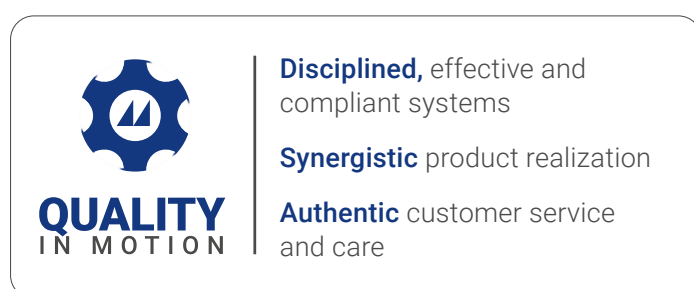 QUALITY
IN MOTION
Disciplined, effective and
compliant systems
Synergistic product realization
Authentic customer service
and care